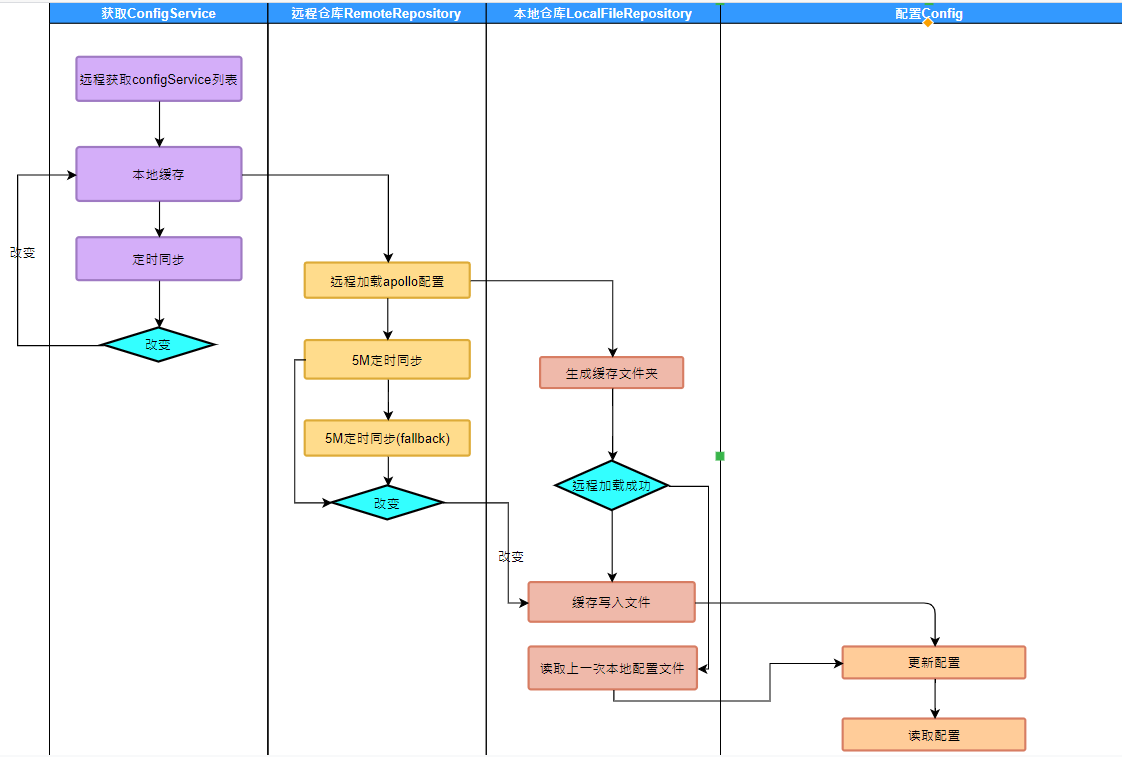 获取ConfigService
远程仓库RemoteRepository
本地仓库LocalFileRepository
配置Config
远程获取configService列表
本地缓存
改变
定时同步
改变
远程加载apollo配置
5M定时同步
5M定时同步(fallback)
改变
改变
生成缓存文件夹
远程加载成功
缓存写入文件
读取上一次本地配置文件
更新配置
读取配置